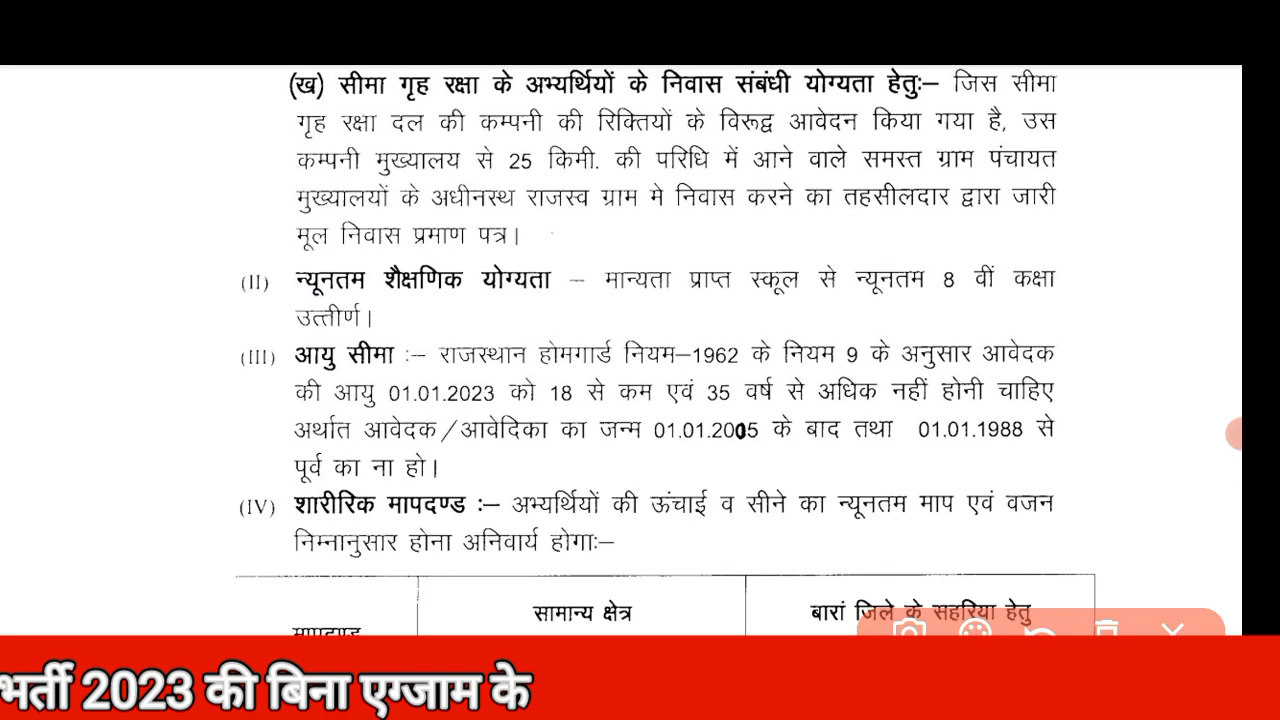 (ख) सीमा गृह रक्षा के अभ्यर्थियों के निवास संबंधी योग्यता हेतुः– जिस सीमा
गृह रक्षा दल की कम्पनी की रिक्तियों के विरूद्व आवेदन किया गया है, उस
कम्पनी मुख्यालय से 25 किमी. की परिधि में आने वाले समस्त ग्राम पंचायत
मुख्यालयों के अधीनस्थ राजस्व ग्राम मे निवास करने का तहसीलदार द्वारा जारी
मूल निवास प्रमाण पत्र।
(II) न्यूनतम शैक्षणिक योग्यता – मान्यता प्राप्त स्कूल से न्यूनतम 8 वीं कक्षा
उत्तीर्ण।
(III) आयु सीमा :– राजस्थान होमगार्ड नियम–1962 के नियम 9 के अनुसार आवेदक
की आयु 01.01.2023 को 18 से कम एवं 35 वर्ष से अधिक नहीं होनी चाहिए
अर्थात आवेदक/आवेदिका का जन्म 01.01.2005 के बाद तथा 01.01.1988 से
पूर्व का ना हो।
(IV) शारीरिक मापदण्ड :– अभ्यर्थियों की ऊंचाई व सीने का न्यूनतम माप एवं वजन
निम्नानुसार होना अनिवार्य होगाः–
सामान्य क्षेत्र बारां जिले के सहरिया हेतु
मापदण्ड
भर्ती 2023 की बिना एग्जाम के